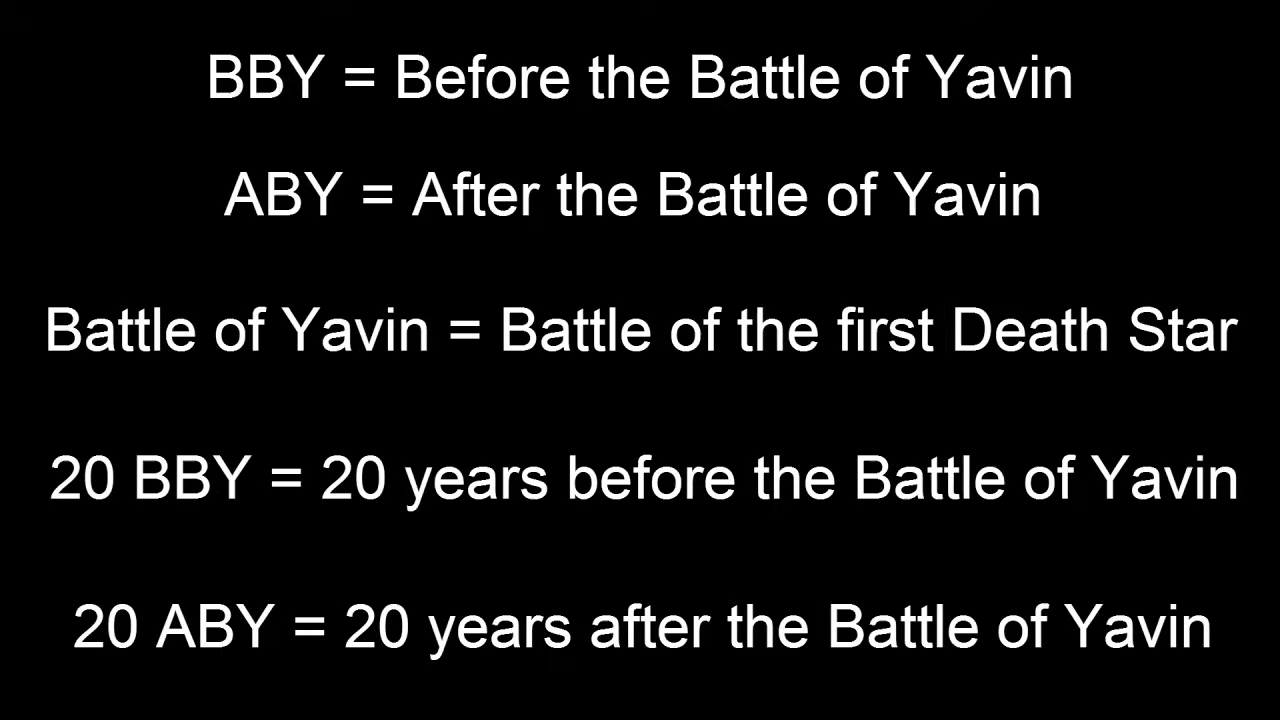 BBY = Before the Battle of Yavin
ABY = After the Battle of Yavin
Battle of Yavin = Battle of the first Death Star
20 BBY = 20 years before the Battle of Yavin
20 ABY = 20 years after the Battle of Yavin